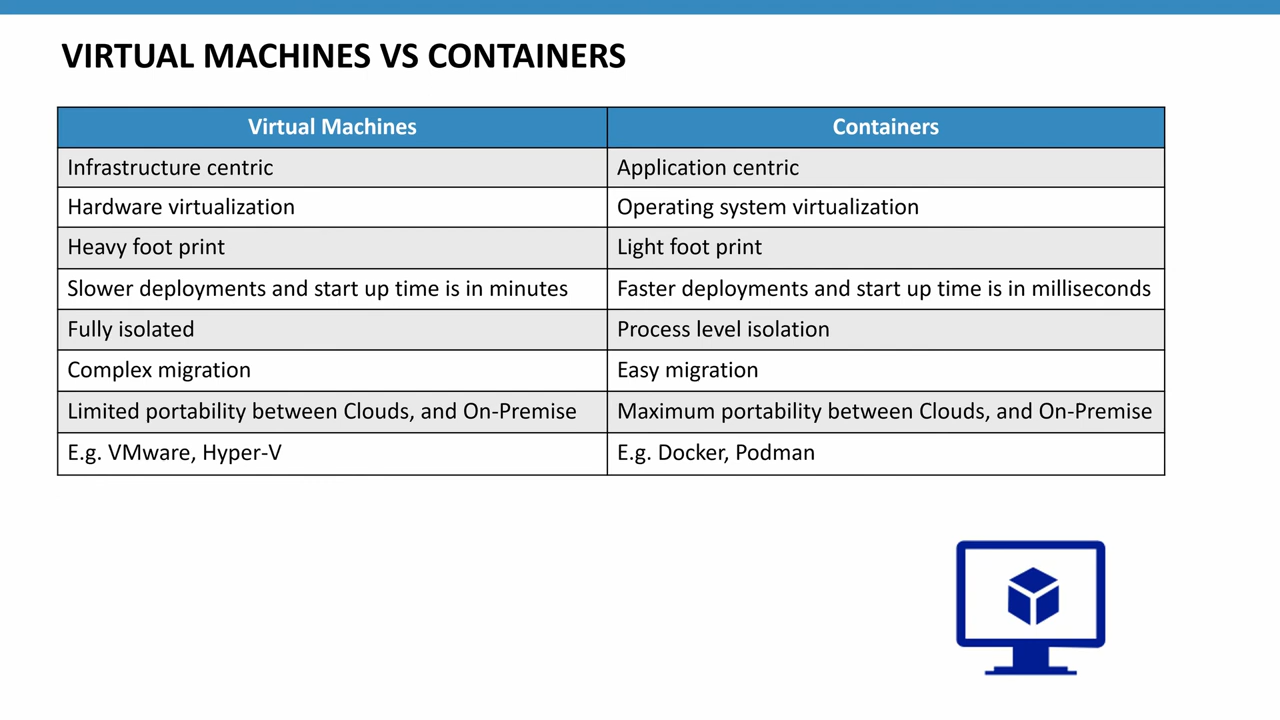 VIRTUAL MACHINES VS CONTAINERS
Virtual Machines Containers
Infrastructure centric Application centric
Hardware virtualization Operating system virtualization
Heavy foot print Light foot print
Slower deployments and start up time is in minutes Faster deployments and start up time is in milliseconds
Fully isolated Process level isolation
Complex migration Easy migration
Limited portability between Clouds, and On-Premise Maximum portability between Clouds, and On-Premise
E.g. VMware, Hyper-V E.g. Docker, Podman